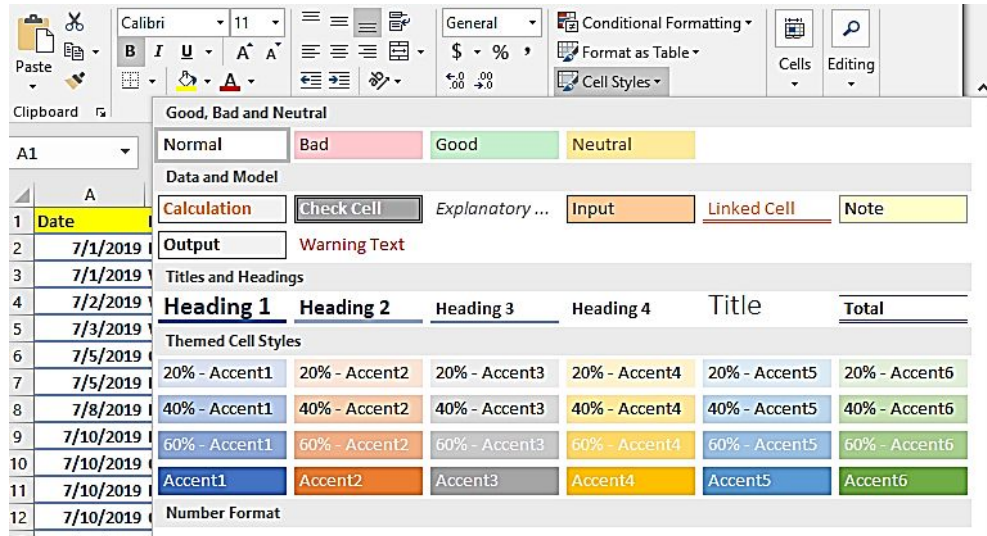 Calibri 11 General Conditional Formatting
Paste B I U A A $ % , Format as Table Cells Editing
A .00 .0 .00 .0 Cell Styles
Clipboard Good, Bad and Neutral
A1 Normal Bad Good Neutral
Data and Model
A
1 Date Calculation Check Cell Explanatory ... Input Linked Cell Note
2 7/1/2019 Output Warning Text
3 7/1/2019 Titles and Headings
4 7/2/2019 Heading 1 Heading 2 Heading 3 Heading 4 Title Total
5 7/3/2019
6 7/5/2019 Themed Cell Styles
20% - Accent1 20% - Accent2 20% - Accent3 20% - Accent4 20% - Accent5 20% - Accent6
7 7/5/2019
8 7/8/2019 40% - Accent1 40% - Accent2 40% - Accent3 40% - Accent4 40% - Accent5 40% - Accent6
9 7/10/2019 60% - Accent1 60% - Accent2 60% - Accent3 60% - Accent4 60% - Accent5 60% - Accent6
10 7/10/2019
11 7/10/2019 Accent1 Accent2 Accent3 Accent4 Accent5 Accent6
12 7/10/2019 Number Format